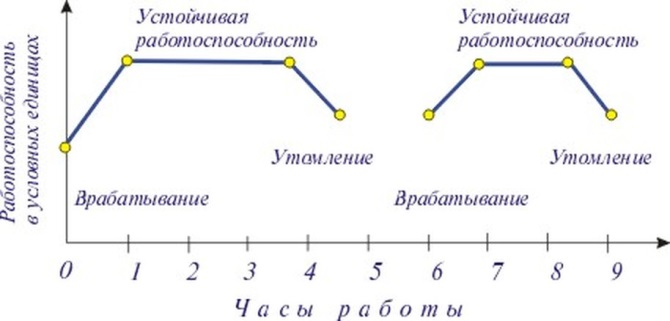 Устойчивая
работоспособность
Устойчивая
работоспособность
Работоспособность
в условных единицах
Утомление
Утомление
Врабатывание
Врабатывание
0 1 2 3 4 5 6 7 8 9
Часы работы